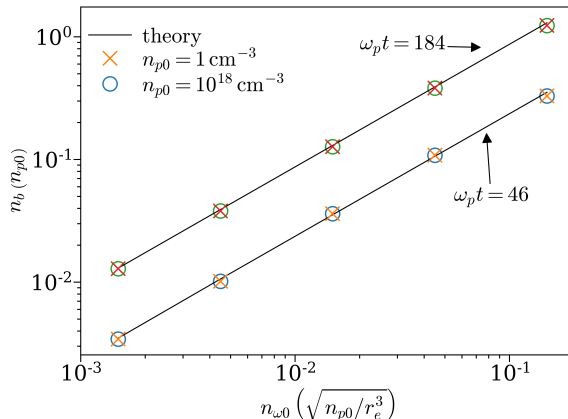 theory
n_{p0} = 1 cm^{-3}
n_{p0} = 10^{18} cm^{-3}
ω_p t = 184
ω_p t = 46
n_b (n_{p0})
10^0
10^{-1}
10^{-2}
10^{-3}
10^{-2}
10^{-1}
n_{ω0} (√(n_{p0}/r_e^3))